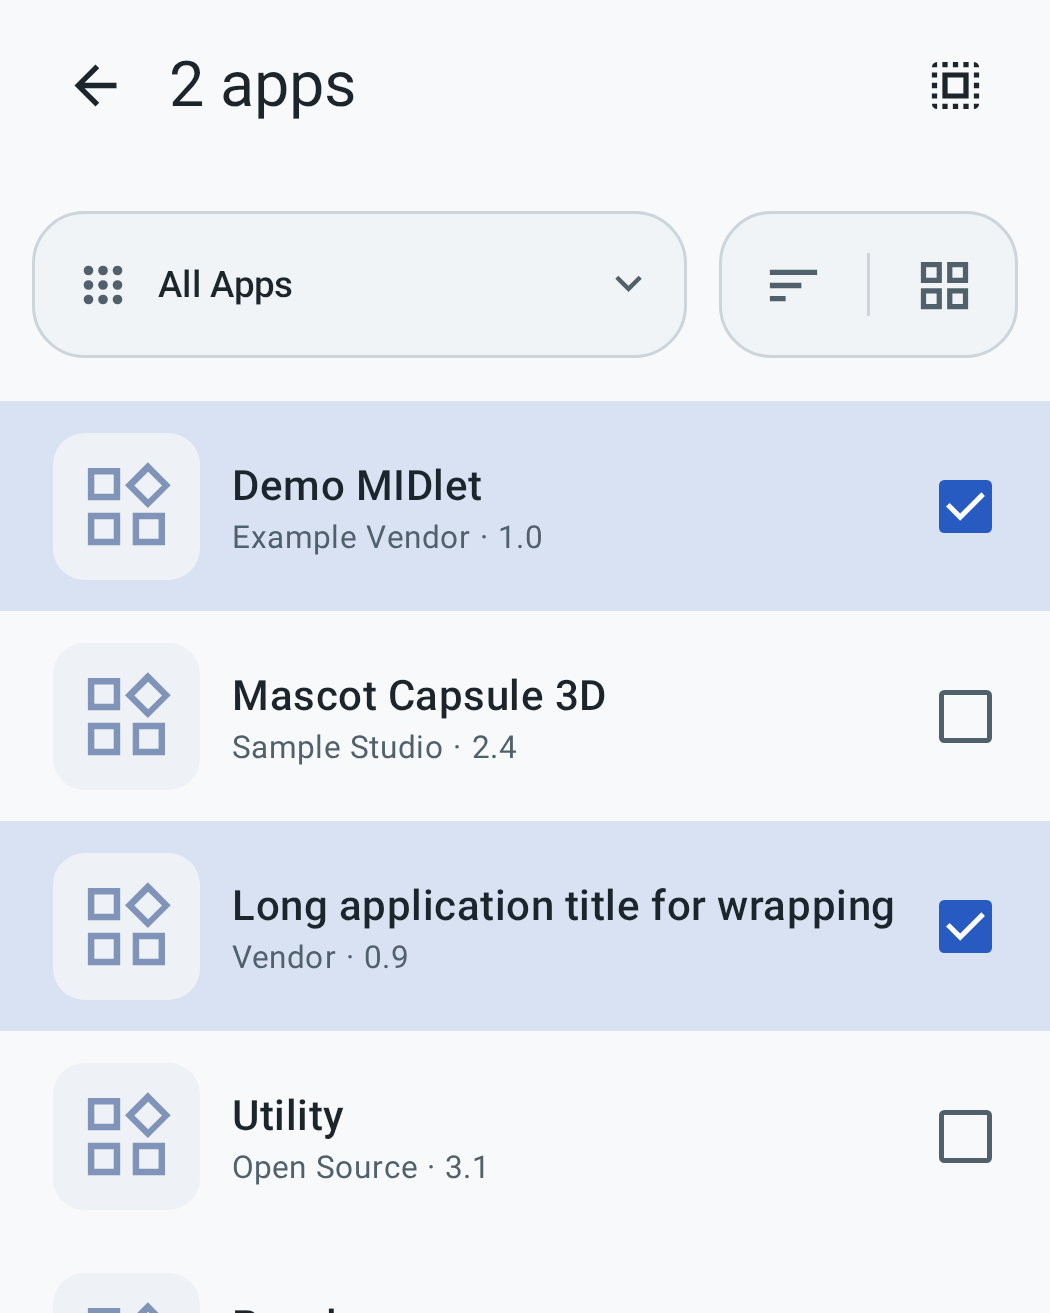 2 apps
All Apps
Demo MIDlet
Example Vendor · 1.0
Mascot Capsule 3D
Sample Studio · 2.4
Long application title for wrapping
Vendor · 0.9
Utility
Open Source · 3.1